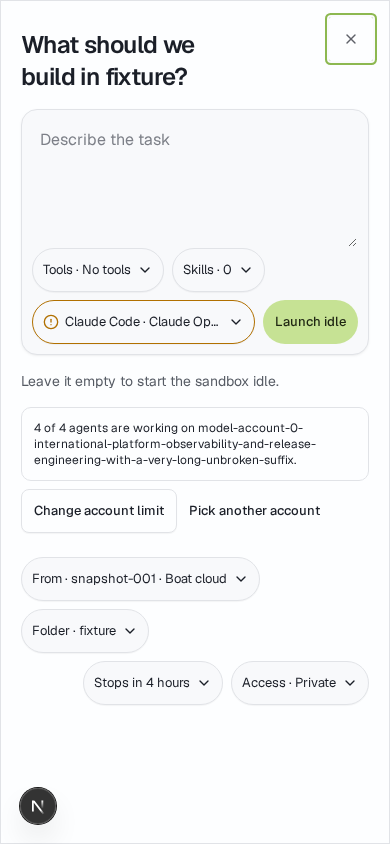 What should we
build in fixture?
Describe the task
Tools · No tools
Skills · 0
Claude Code · Claude Op...
Launch idle
Leave it empty to start the sandbox idle.
4 of 4 agents are working on model-account-0-
international-platform-observability-and-release-
engineering-with-a-very-long-unbroken-suffix.
Change account limit
Pick another account
From · snapshot-001 · Boat cloud
Folder · fixture
Stops in 4 hours
Access · Private
N